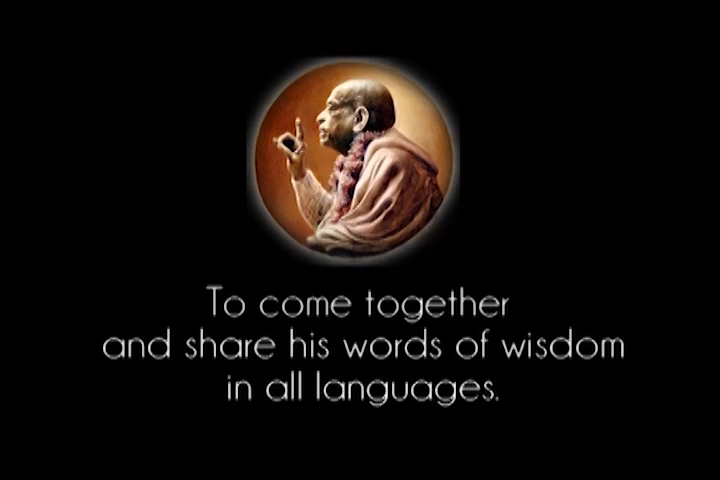 To come together
and share his words of wisdom
in all languages.